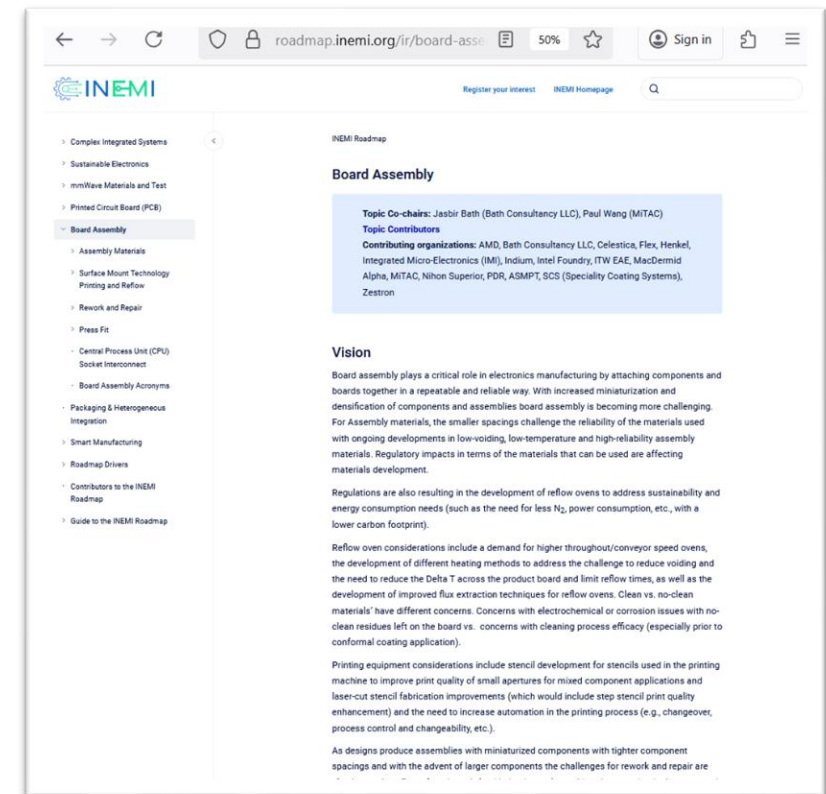 roadmap.inemi.org/ir/board-asse
50%
Sign in
INEMI
Register your interest
INEMI Homepage
Complex Integrated Systems
Sustainable Electronics
mmWave Materials and Test
Printed Circuit Board (PCB)
Board Assembly
Assembly Materials
Surface Mount Technology
Printing and Reflow
Rework and Repair
Press Fit
Central Process Unit (CPU)
Socket Interconnect
Board Assembly Acronyms
Packaging & Heterogeneous
Integration
Smart Manufacturing
Roadmap Drivers
Contributors to the INEMI
Roadmap
Guide to the INEMI Roadmap
INEMI Roadmap
Board Assembly
Topic Co-chairs: Jasbir Bath (Bath Consultancy LLC), Paul Wang (MiTAC)
Topic Contributors
Contributing organizations: AMD, Bath Consultancy LLC, Celestica, Flex, Henkel,
Integrated Micro-Electronics (IMI), Indium, Intel Foundry, ITW EAE, MacDermid
Alpha, MiTAC, Nihon Superior, PDR, ASMPT, SCS (Speciality Coating Systems),
Zestron
Vision
Board assembly plays a critical role in electronics manufacturing by attaching components and
boards together in a repeatable and reliable way. With increased miniaturization and
densification of components and assemblies board assembly is becoming more challenging.
For Assembly materials, the smaller spacings challenge the reliability of the materials used
with ongoing developments in low-voiding, low-temperature and high-reliability assembly
materials. Regulatory impacts in terms of the materials that can be used are affecting
materials development.
Regulations are also resulting in the development of reflow ovens to address sustainability and
energy consumption needs (such as the need for less N2, power consumption, etc., with a
lower carbon footprint).
Reflow oven considerations include a demand for higher throughout/conveyor speed ovens,
the development of different heating methods to address the challenge to reduce voiding and
the need to reduce the Delta T across the product board and limit reflow times, as well as the
development of improved flux extraction techniques for reflow ovens. Clean vs. no-clean
materials' have different concerns. Concerns with electrochemical or corrosion issues with no-
clean residues left on the board vs. concerns with cleaning process efficacy (especially prior to
conformal coating application).
Printing equipment considerations include stencil development for stencils used in the printing
machine to improve print quality of small apertures for mixed component applications and
laser-cut stencil fabrication improvements (which would include step stencil print quality
enhancement) and the need to increase automation in the printing process (e.g., changeover,
process control and changeability, etc.).
As designs produce assemblies with miniaturized components with tighter component
spacings and with the advent of larger components the challenges for rework and repair are